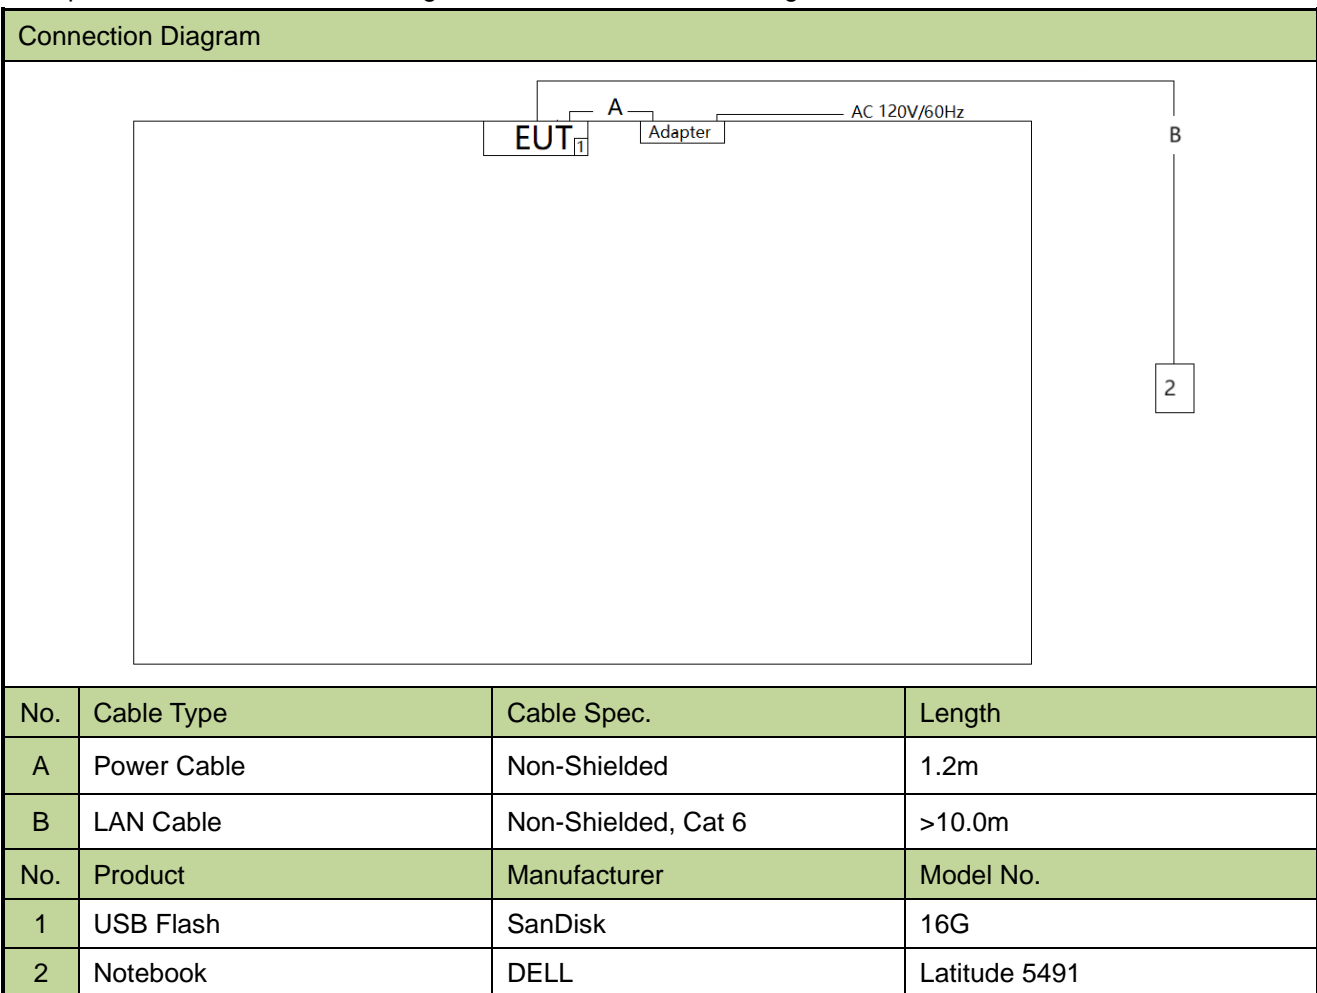 Connection Diagram
A
AC 120V/60Hz
EUT 1
Adapter
B
2
No. Cable Type Cable Spec. Length
A Power Cable Non-Shielded 1.2m
B LAN Cable Non-Shielded, Cat 6 >10.0m
No. Product Manufacturer Model No.
1 USB Flash SanDisk 16G
2 Notebook DELL Latitude 5491